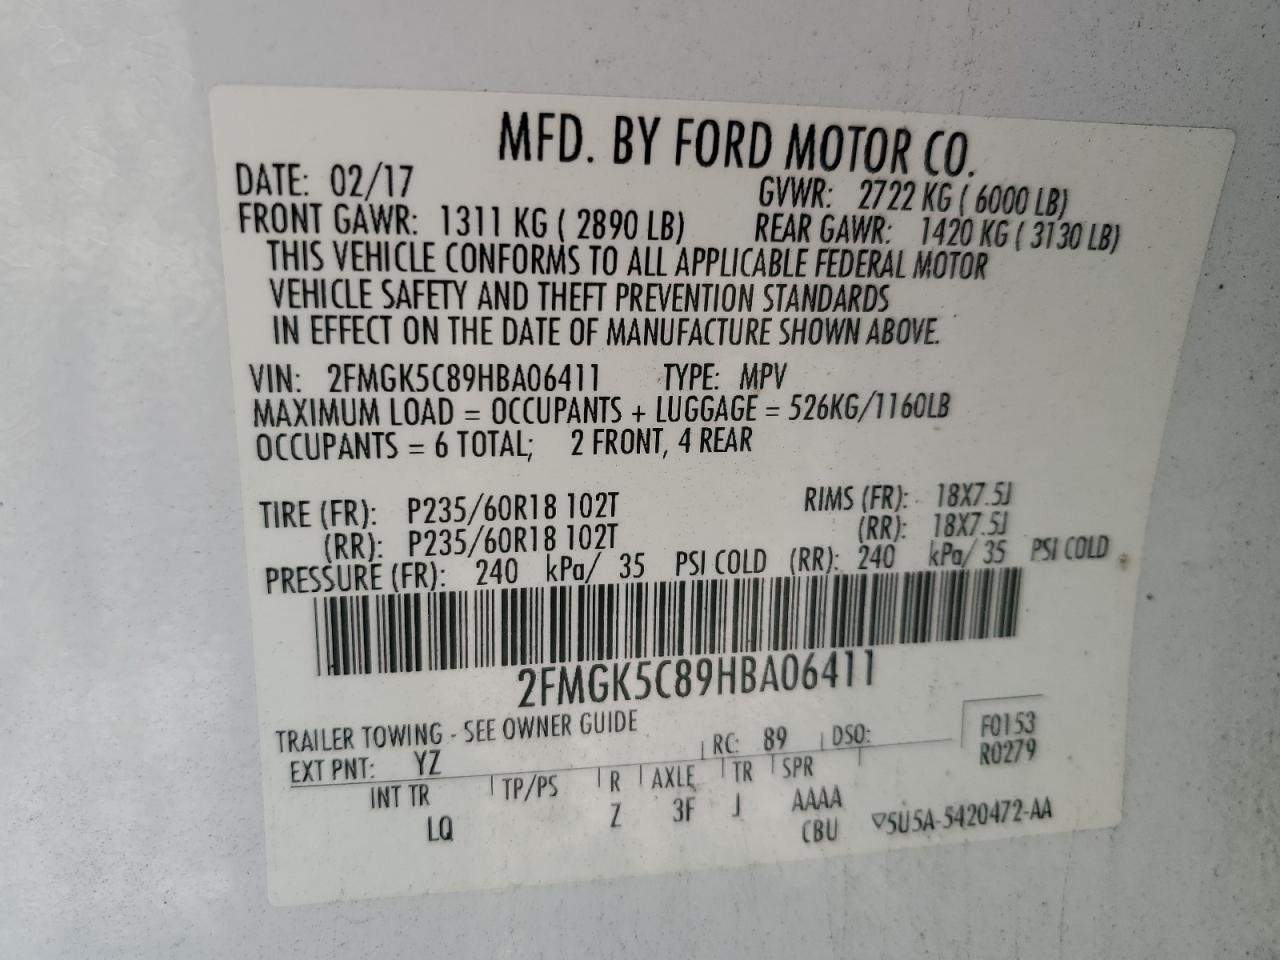 MFD. BY FORD MOTOR CO.
DATE: 02/17 GVWR: 2722 KG ( 6000 LB)
FRONT GAWR: 1311 KG ( 2890 LB) REAR GAWR: 1420 KG ( 3130 LB)
THIS VEHICLE CONFORMS TO ALL APPLICABLE FEDERAL MOTOR
VEHICLE SAFETY AND THEFT PREVENTION STANDARDS
IN EFFECT ON THE DATE OF MANUFACTURE SHOWN ABOVE.
VIN: 2FMGK5C89HBA06411 TYPE: MPV
MAXIMUM LOAD = OCCUPANTS + LUGGAGE = 526KG/1160LB
OCCUPANTS = 6 TOTAL; 2 FRONT, 4 REAR
TIRE (FR): P235/60R18 102T RIMS (FR): 18X7.5J
(RR): P235/60R18 102T (RR): 18X7.5J
PRESSURE (FR): 240 kPa/ 35 PSI COLD (RR): 240 kPa/ 35 PSI COLD
2FMGK5C89HBA06411
TRAILER TOWING - SEE OWNER GUIDE
EXT PNT: YZ RC: 89 DSO: F0153
R0279
INT TR TP/PS R AXLE TR SPR
LQ Z 3F J AAAA
CBU ▽5U5A-5420472-AA